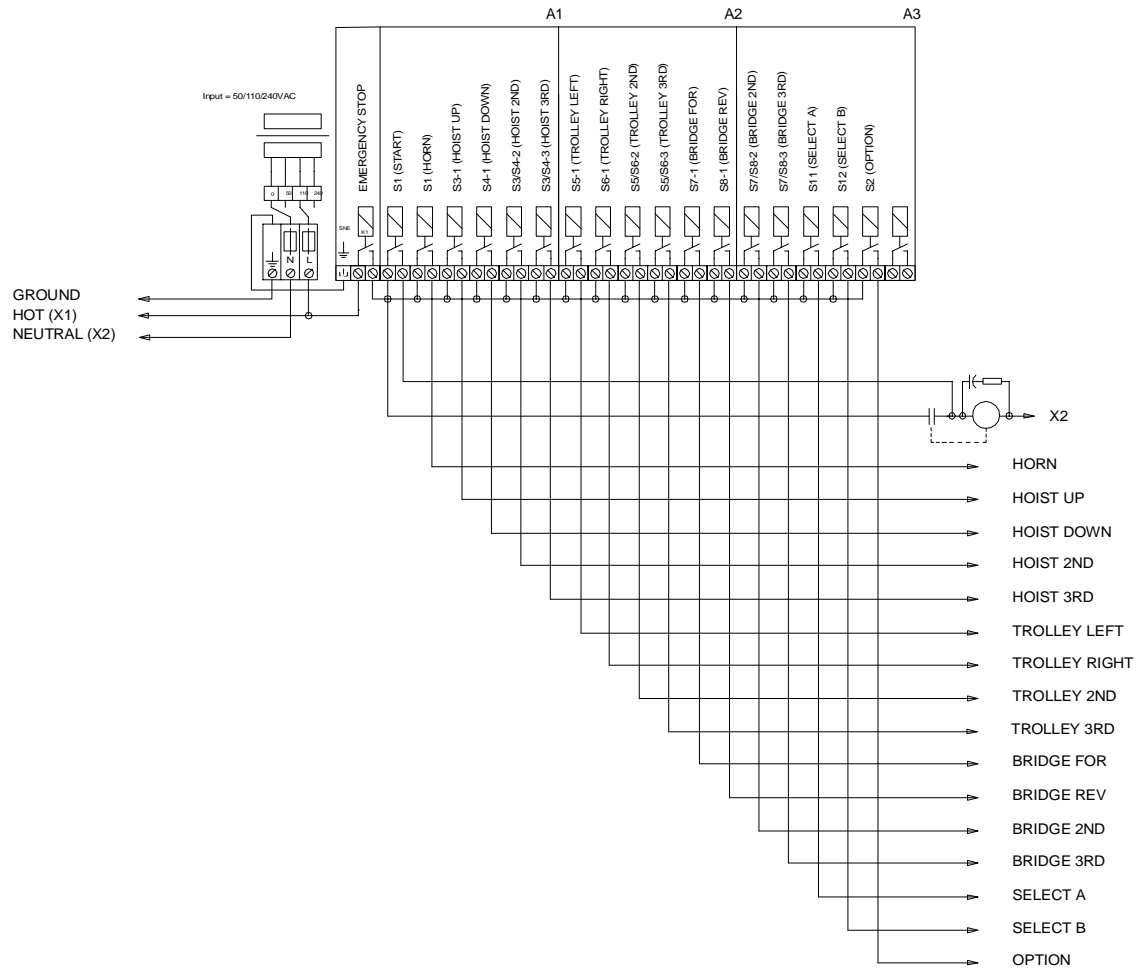 A1
A2
A3
Input = 50/110/240VAC
0
50
110
240
N
L
SNE
K1
EMERGENCY STOP
S1 (START)
S1 (HORN)
S3-1 (HOIST UP)
S4-1 (HOIST DOWN)
S3/S4-2 (HOIST 2ND)
S3/S4-3 (HOIST 3RD)
S5-1 (TROLLEY LEFT)
S6-1 (TROLLEY RIGHT)
S5/S6-2 (TROLLEY 2ND)
S5/S6-3 (TROLLEY 3RD)
S7-1 (BRIDGE FOR)
S8-1 (BRIDGE REV)
S7/S8-2 (BRIDGE 2ND)
S7/S8-3 (BRIDGE 3RD)
S11 (SELECT A)
S12 (SELECT B)
S2 (OPTION)
GROUND
HOT (X1)
NEUTRAL (X2)
X2
HORN
HOIST UP
HOIST DOWN
HOIST 2ND
HOIST 3RD
TROLLEY LEFT
TROLLEY RIGHT
TROLLEY 2ND
TROLLEY 3RD
BRIDGE FOR
BRIDGE REV
BRIDGE 2ND
BRIDGE 3RD
SELECT A
SELECT B
OPTION